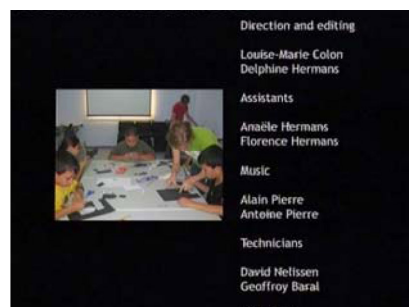 Direction and editing
Louise-Marie Colon
Delphine Hermans
Assistants
Anaële Hermans
Florence Hermans
Music
Alain Pierre
Antoine Pierre
Technicians
David Nelissen
Geoffroy Baral